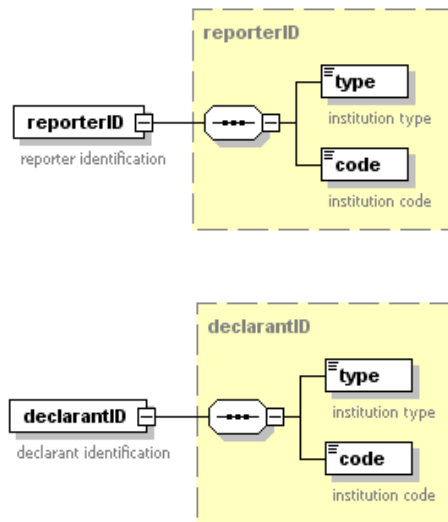 reporterID
type
institution type
reporterID
reporter identification
code
institution code
declarantID
type
institution type
declarantID
declarant identification
code
institution code